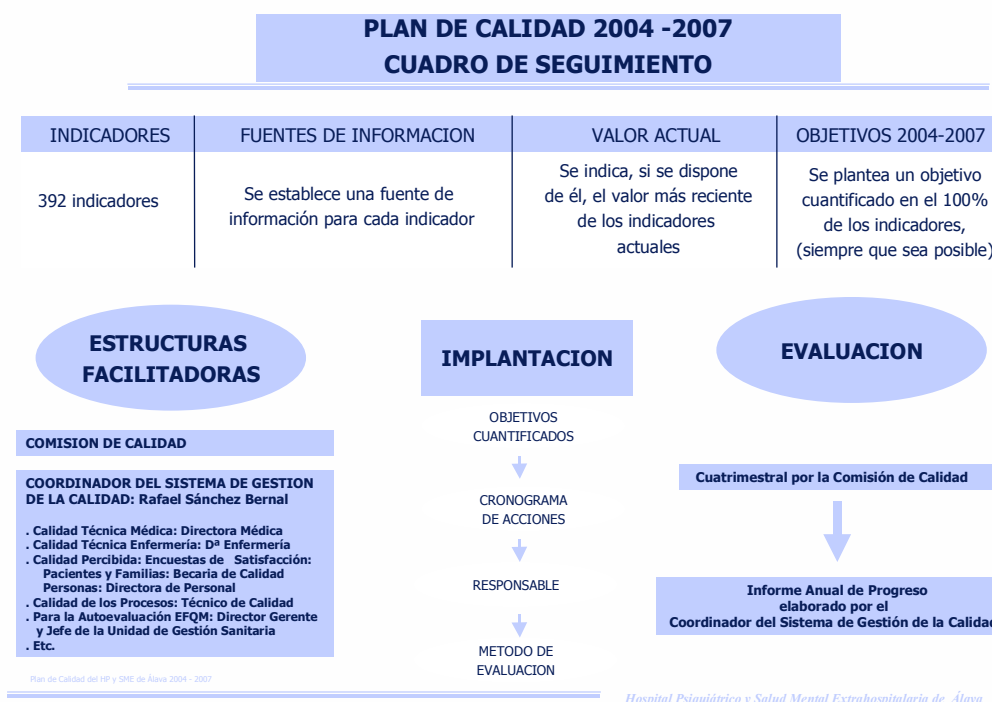 PLAN DE CALIDAD 2004 -2007
CUADRO DE SEGUIMIENTO
INDICADORES
FUENTES DE INFORMACION
VALOR ACTUAL
OBJETIVOS 2004-2007
392 indicadores
Se establece una fuente de
información para cada indicador
Se indica, si se dispone
de él, el valor más reciente
de los indicadores
actuales
Se plantea un objetivo
cuantificado en el 100%
de los indicadores,
(siempre que sea posible)
ESTRUCTURAS
FACILITADORAS
COMISION DE CALIDAD
COORDINADOR DEL SISTEMA DE GESTION
DE LA CALIDAD: Rafael Sánchez Bernal
. Calidad Técnica Médica: Directora Médica
. Calidad Técnica Enfermería: Dª Enfermería
. Calidad Percibida: Encuestas de Satisfacción:
Pacientes y Familias: Becaria de Calidad
Personas: Directora de Personal
. Calidad de los Procesos: Técnico de Calidad
. Para la Autoevaluación EFQM: Director Gerente
y Jefe de la Unidad de Gestión Sanitaria
. Etc.
IMPLANTACION
OBJETIVOS
CUANTIFICADOS
CRONOGRAMA
DE ACCIONES
RESPONSABLE
METODO DE
EVALUACION
EVALUACION
Cuatrimestral por la Comisión de Calidad
Informe Anual de Progreso
elaborado por el
Coordinador del Sistema de Gestión de la Calidad
Plan de Calidad del HP y SME de Álava 2004 - 2007
Hospital Psiquiátrico y Salud Mental Extrahospitalaria de Álava